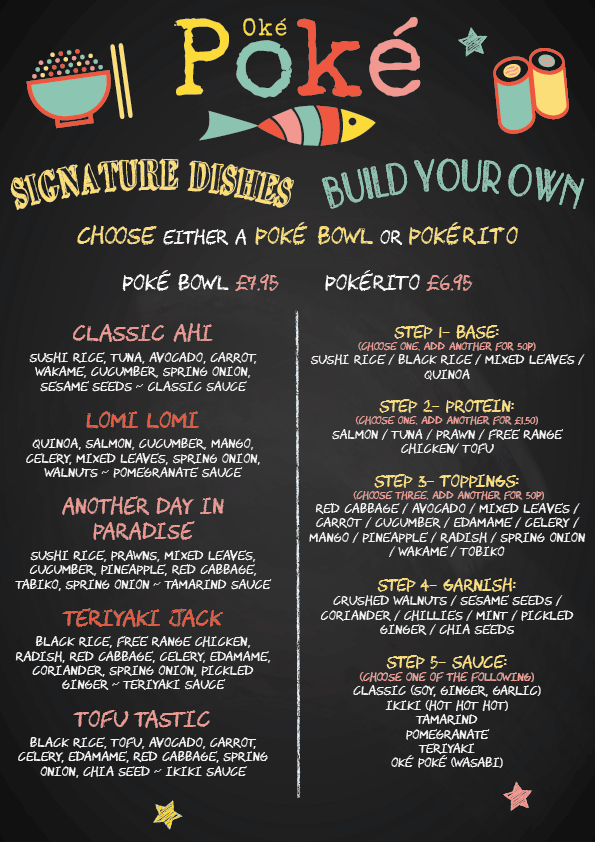 Oké
Poké
SIGNATURE DISHES
BUILD YOUR OWN
CHOOSE EITHER A POKÉ BOWL OR POKÉRITO
POKÉ BOWL £7.95
POKÉRITO £6.95
CLASSIC AHI
SUSHI RICE, TUNA, AVOCADO, CARROT,
WAKAME, CUCUMBER, SPRING ONION,
SESAME SEEDS ~ CLASSIC SAUCE
LOMI LOMI
QUINOA, SALMON, CUCUMBER, MANGO,
CELERY, MIXED LEAVES, SPRING ONION,
WALNUTS ~ POMEGRANATE SAUCE
ANOTHER DAY IN
PARADISE
SUSHI RICE, PRAWNS, MIXED LEAVES,
CUCUMBER, PINEAPPLE, RED CABBAGE,
TABIKO, SPRING ONION ~ TAMARIND SAUCE
TERIYAKI JACK
BLACK RICE, FREE RANGE CHICKEN,
RADISH, RED CABBAGE, CELERY, EDAMAME,
CORIANDER, SPRING ONION, PICKLED
GINGER ~ TERIYAKI SAUCE
TOFU TASTIC
BLACK RICE, TOFU, AVOCADO, CARROT,
CELERY, EDAMAME, RED CABBAGE, SPRING
ONION, CHIA SEED ~ IKIKI SAUCE
STEP 1- BASE:
(CHOOSE ONE, ADD ANOTHER FOR 50P)
SUSHI RICE / BLACK RICE / MIXED LEAVES /
QUINOA
STEP 2- PROTEIN:
(CHOOSE ONE, ADD ANOTHER FOR £1.50)
SALMON / TUNA / PRAWN / FREE RANGE
CHICKEN/ TOFU
STEP 3- TOPPINGS:
(CHOOSE THREE, ADD ANOTHER FOR 50P)
RED CABBAGE / AVOCADO / MIXED LEAVES /
CARROT / CUCUMBER / EDAMAME / CELERY /
MANGO / PINEAPPLE / RADISH / SPRING ONION
/ WAKAME / TOBIKO
STEP 4- GARNISH:
CRUSHED WALNUTS / SESAME SEEDS /
CORIANDER / CHILLIES / MINT / PICKLED
GINGER / CHIA SEEDS
STEP 5- SAUCE:
(CHOOSE ONE OF THE FOLLOWING)
CLASSIC (SOY, GINGER, GARLIC)
IKIKI (HOT HOT HOT)
TAMARIND
POMEGRANATE
TERIYAKI
OKÉ POKÉ (WASABI)